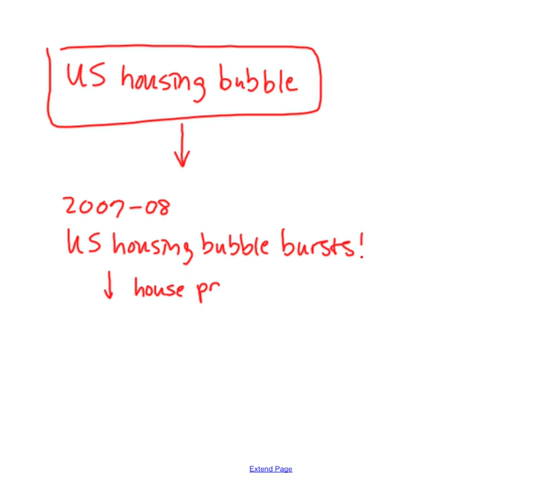 US housing bubble
↓
2007-08
US housing bubble bursts!
↓ house pr
Extend Page